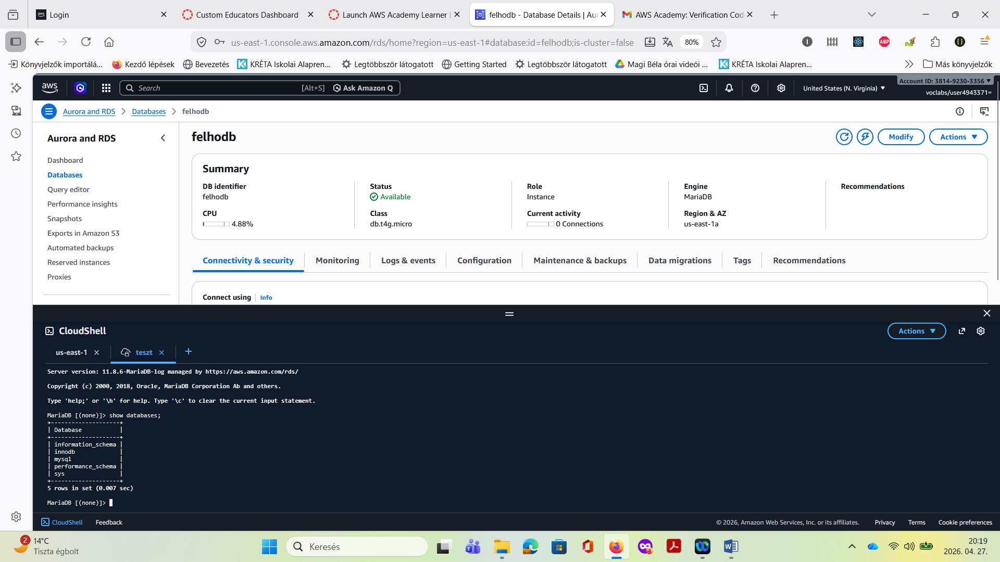 Login
Custom Educators Dashboard
Launch AWS Academy Learner L
felhodb - Database Details | Aur
AWS Academy: Verification Code
us-east-1.console.aws.amazon.com/rds/home?region=us-east-1#database:id=felhodb;is-cluster=false
80%
Könyvjelzők importálá...
Kezdő lépések
Bevezetés
KRÉTA Iskolai Alapren...
Legtöbbször látogatott
Getting Started
Legtöbbször látogatott
Magi Béla órai videói ...
KRÉTA Iskolai Alapren...
Más könyvjelzők
aws
Search
[Alt+S]
Ask Amazon Q
United States (N. Virginia)
Account ID: 3814-9230-3356
voclabs/user4943371=
Aurora and RDS
Databases
felhodb
Aurora and RDS
Dashboard
Databases
Query editor
Performance insights
Snapshots
Exports in Amazon S3
Automated backups
Reserved instances
Proxies
felhodb
Modify
Actions
Summary
DB identifier
felhodb
Status
Available
Role
Instance
Engine
MariaDB
Recommendations
CPU
4.88%
Class
db.t4g.micro
Current activity
0 Connections
Region & AZ
us-east-1a
Connectivity & security
Monitoring
Logs & events
Configuration
Maintenance & backups
Data migrations
Tags
Recommendations
Connect using
Info
CloudShell
Actions
us-east-1
teszt
Server version: 11.8.6-MariaDB-log managed by https://aws.amazon.com/rds/
Copyright (c) 2000, 2018, Oracle, MariaDB Corporation Ab and others.
Type 'help;' or '\h' for help. Type '\c' to clear the current input statement.
MariaDB [(none)]> show databases;
+--------------------+
| Database           |
+--------------------+
| information_schema |
| innodb             |
| mysql              |
| performance_schema |
| sys                |
+--------------------+
5 rows in set (0.007 sec)
MariaDB [(none)]>
CloudShell
Feedback
© 2026, Amazon Web Services, Inc. or its affiliates.
Privacy
Terms
Cookie preferences
2
14°C
Tiszta égbolt
Keresés
20:19
2026. 04. 27.